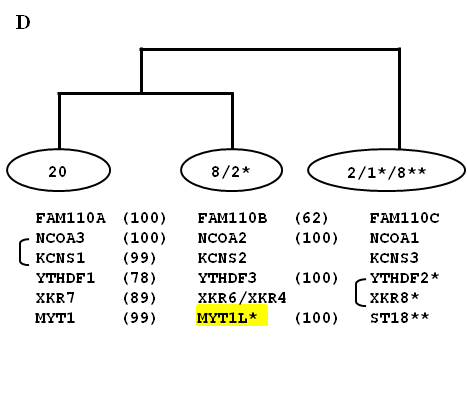 D
20 8/2* 2/1*/8**
FAM110A (100) FAM110B (62) FAM110C
NCOA3 (100) NCOA2 (100) NCOA1
KCNS1 (99) KCNS2 KCNS3
YTHDF1 (78) YTHDF3 (100) YTHDF2*
XKR7 (89) XKR6/XKR4 XKR8*
MYT1 (99) MYT1L* (100) ST18**